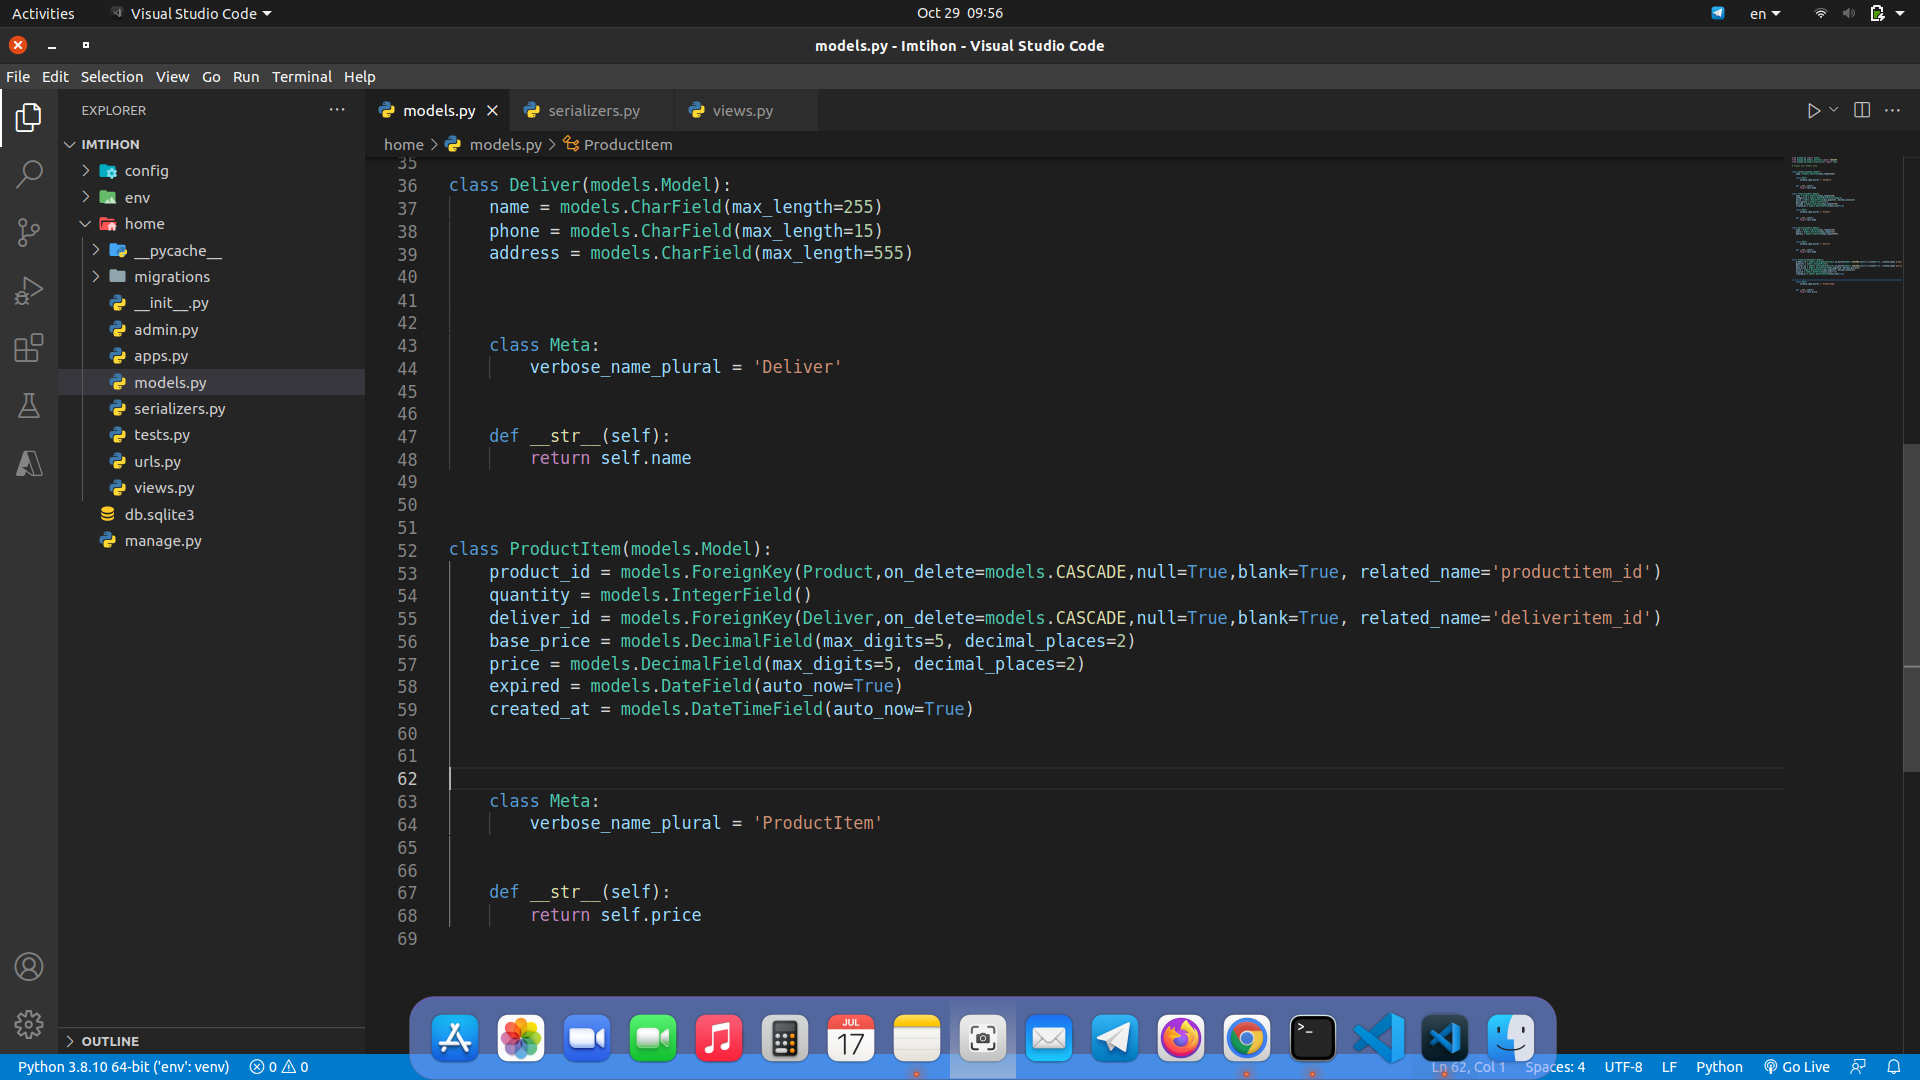 Activities
Visual Studio Code
Oct 29 09:56
en
models.py - Imtihon - Visual Studio Code
File Edit Selection View Go Run Terminal Help
EXPLORER
IMTIHON
config
env
home
__pycache__
migrations
__init__.py
admin.py
apps.py
models.py
serializers.py
tests.py
urls.py
views.py
db.sqlite3
manage.py
OUTLINE
models.py
serializers.py
views.py
home > models.py > ProductItem
35
36 class Deliver(models.Model):
37     name = models.CharField(max_length=255)
38     phone = models.CharField(max_length=15)
39     address = models.CharField(max_length=555)
40
41
42
43     class Meta:
44         verbose_name_plural = 'Deliver'
45
46
47     def __str__(self):
48         return self.name
49
50
51
52 class ProductItem(models.Model):
53     product_id = models.ForeignKey(Product,on_delete=models.CASCADE,null=True,blank=True, related_name='productitem_id')
54     quantity = models.IntegerField()
55     deliver_id = models.ForeignKey(Deliver,on_delete=models.CASCADE,null=True,blank=True, related_name='deliveritem_id')
56     base_price = models.DecimalField(max_digits=5, decimal_places=2)
57     price = models.DecimalField(max_digits=5, decimal_places=2)
58     expired = models.DateField(auto_now=True)
59     created_at = models.DateTimeField(auto_now=True)
60
61
62
63     class Meta:
64         verbose_name_plural = 'ProductItem'
65
66
67     def __str__(self):
68         return self.price
69
JUL
17
Python 3.8.10 64-bit ('env': venv)
0
0
Ln 62, Col 1
Spaces: 4
UTF-8
LF
Python
Go Live